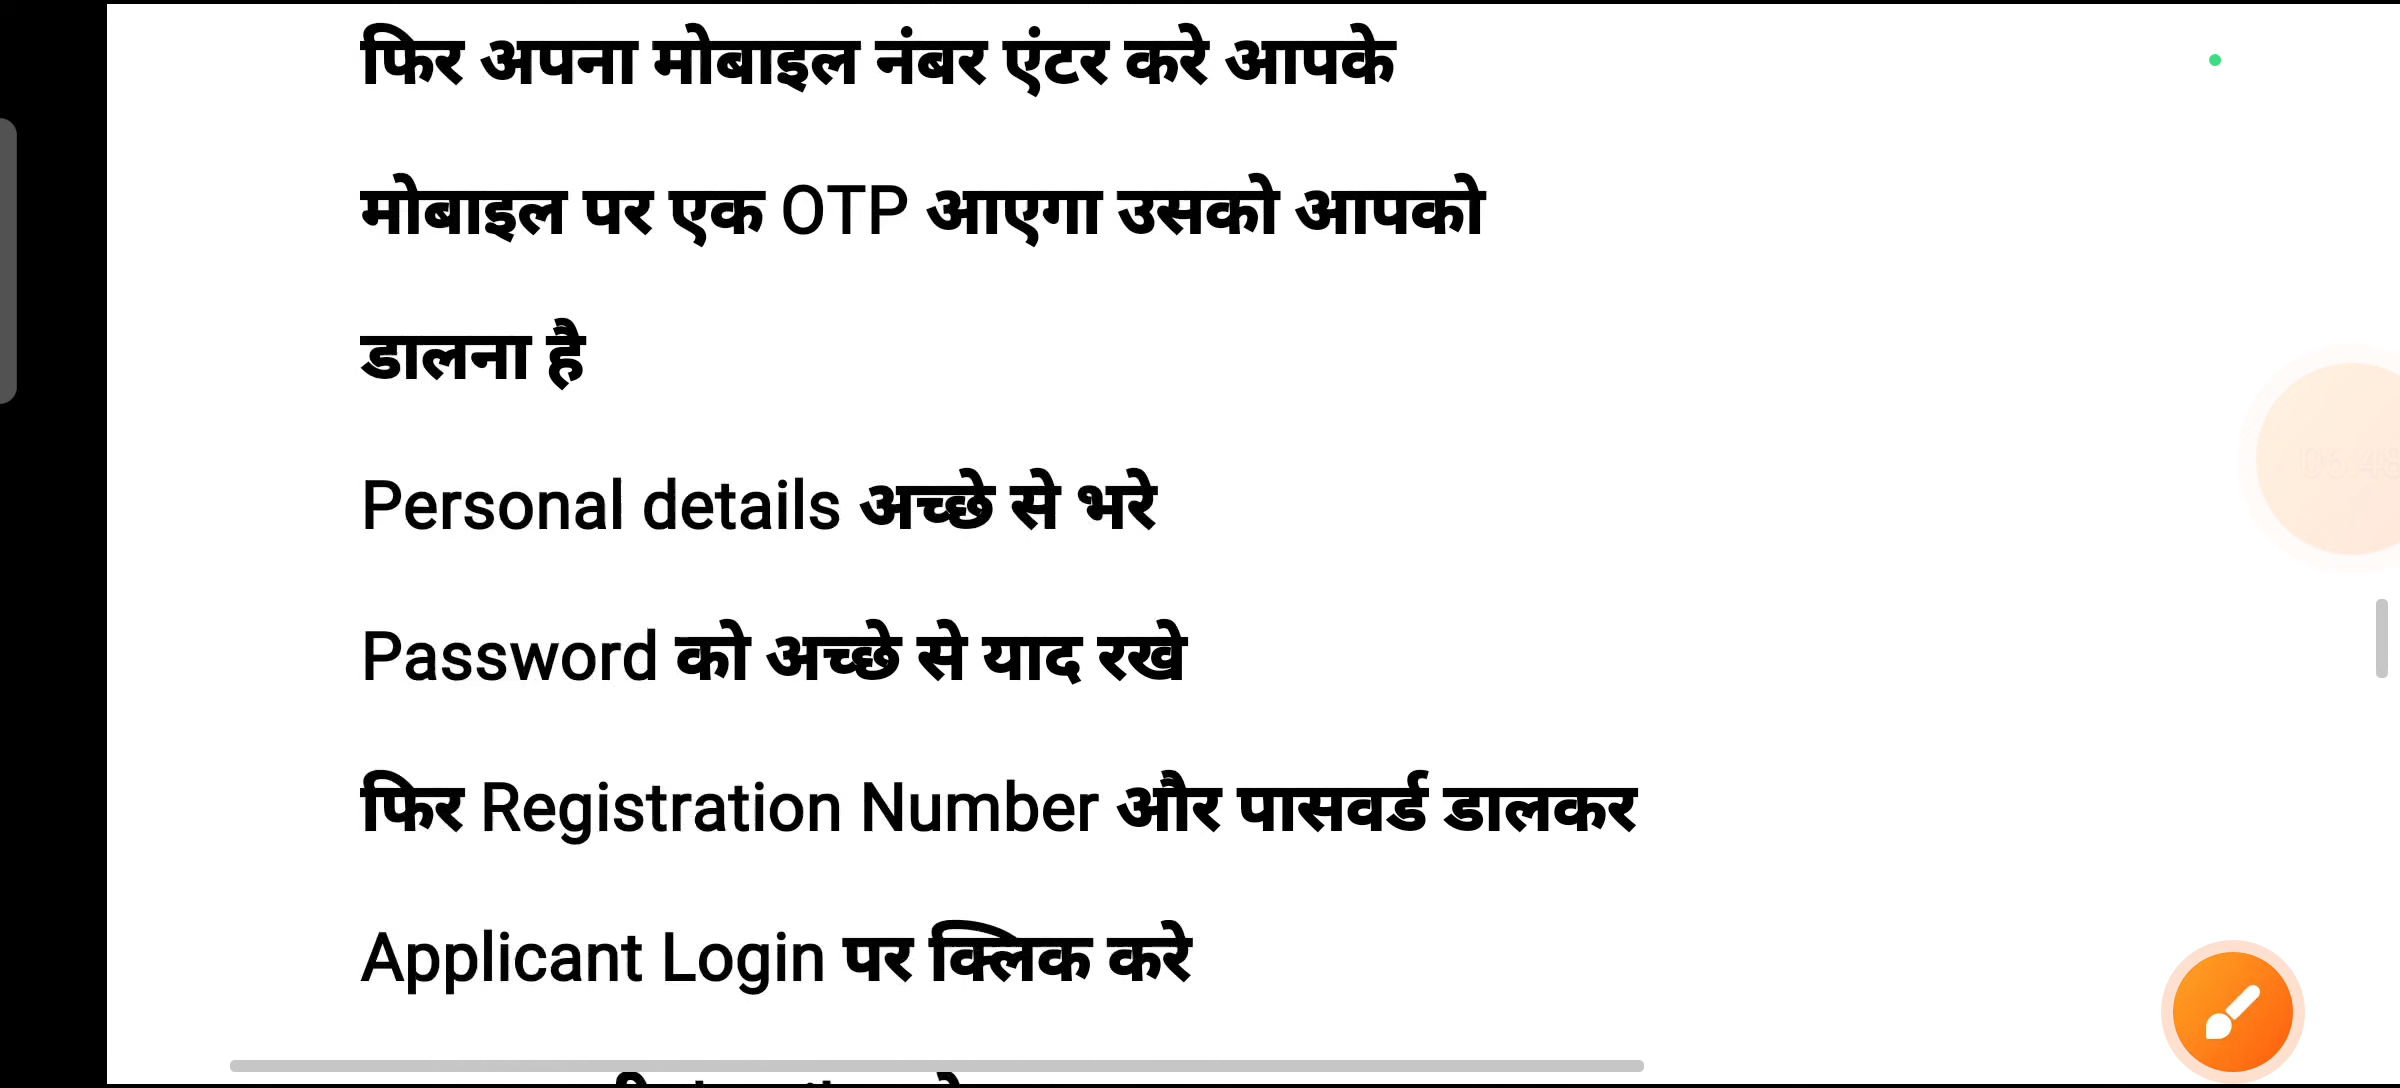 फिर अपना मोबाइल नंबर एंटर करे आपके
मोबाइल पर एक OTP आएगा उसको आपको
डालना है
Personal details अच्छे से भरे
Password को अच्छे से याद रखे
फिर Registration Number और पासवर्ड डालकर
Applicant Login पर क्लिक करे